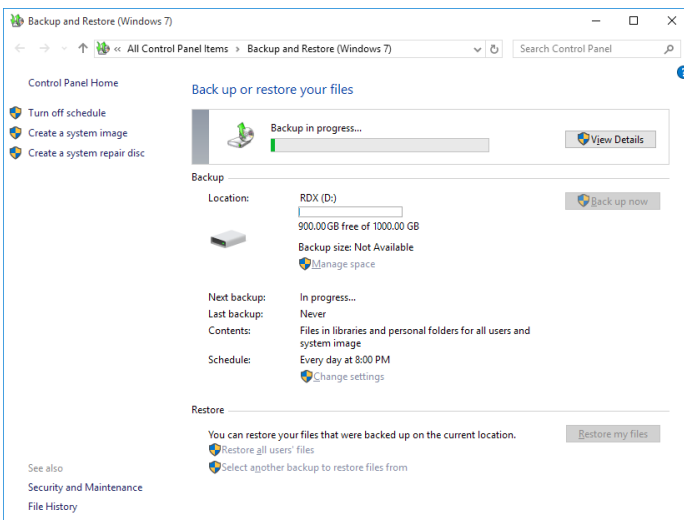 Backup and Restore (Windows 7)
« All Control Panel Items › Backup and Restore (Windows 7)
Search Control Panel
Control Panel Home
Turn off schedule
Create a system image
Create a system repair disc
Back up or restore your files
Backup in progress...
View Details
Backup
Location:
RDX (D:)
Back up now
900.00GB free of 1000.00 GB
Backup size: Not Available
Manage space
Next backup:
In progress...
Last backup:
Never
Contents:
Files in libraries and personal folders for all users and
system image
Schedule:
Every day at 8:00 PM
Change settings
Restore
You can restore your files that were backed up on the current location.
Restore my files
Restore all users' files
Select another backup to restore files from
See also
Security and Maintenance
File History